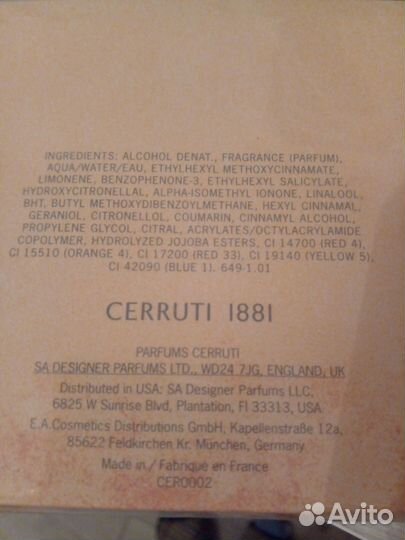 INGREDIENTS: ALCOHOL DENAT., FRAGRANCE (PARFUM),
AQUA/WATER/EAU, ETHYLHEXYL METHOXYCINNAMATE,
LIMONENE, BENZOPHENONE-3, ETHYLHEXYL SALICYLATE,
HYDROXYCITRONELLAL, ALPHA-ISOMETHYL IONONE, LINALOOL,
BHT, BUTYL METHOXYDIBENZOYLMETHANE, HEXYL CINNAMAL,
GERANIOL, CITRONELLOL, COUMARIN, CINNAMYL ALCOHOL,
PROPYLENE GLYCOL, CITRAL, ACRYLATES/OCTYLACRYLAMIDE
COPOLYMER, HYDROLYZED JOJOBA ESTERS, CI 14700 (RED 4),
CI 15510 (ORANGE 4), CI 17200 (RED 33), CI 19140 (YELLOW 5),
CI 42090 (BLUE 1). 649-1.01
CERRUTI 1881
PARFUMS CERRUTI
SA DESIGNER PARFUMS LTD., WD24 7JG, ENGLAND, UK
Distributed in USA: SA Designer Parfums LLC,
6825 W Sunrise Blvd, Plantation, Fl 33313, USA
E.A.Cosmetics Distributions GmbH, Kapellenstraße 12a,
85622 Feldkirchen Kr. München, Germany
Made in / Fabriqué en France
CER0002
Avito